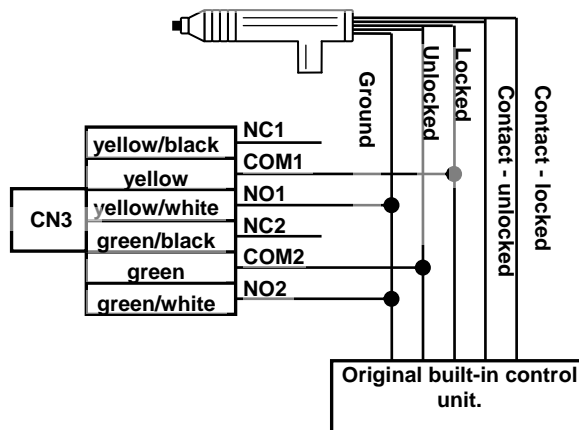 Ground
Unlocked
Locked
Contact - unlocked
Contact - locked
CN3
yellow/black NC1
yellow COM1
yellow/white NO1
green/black NC2
green COM2
green/white NO2
Original built-in control
unit.